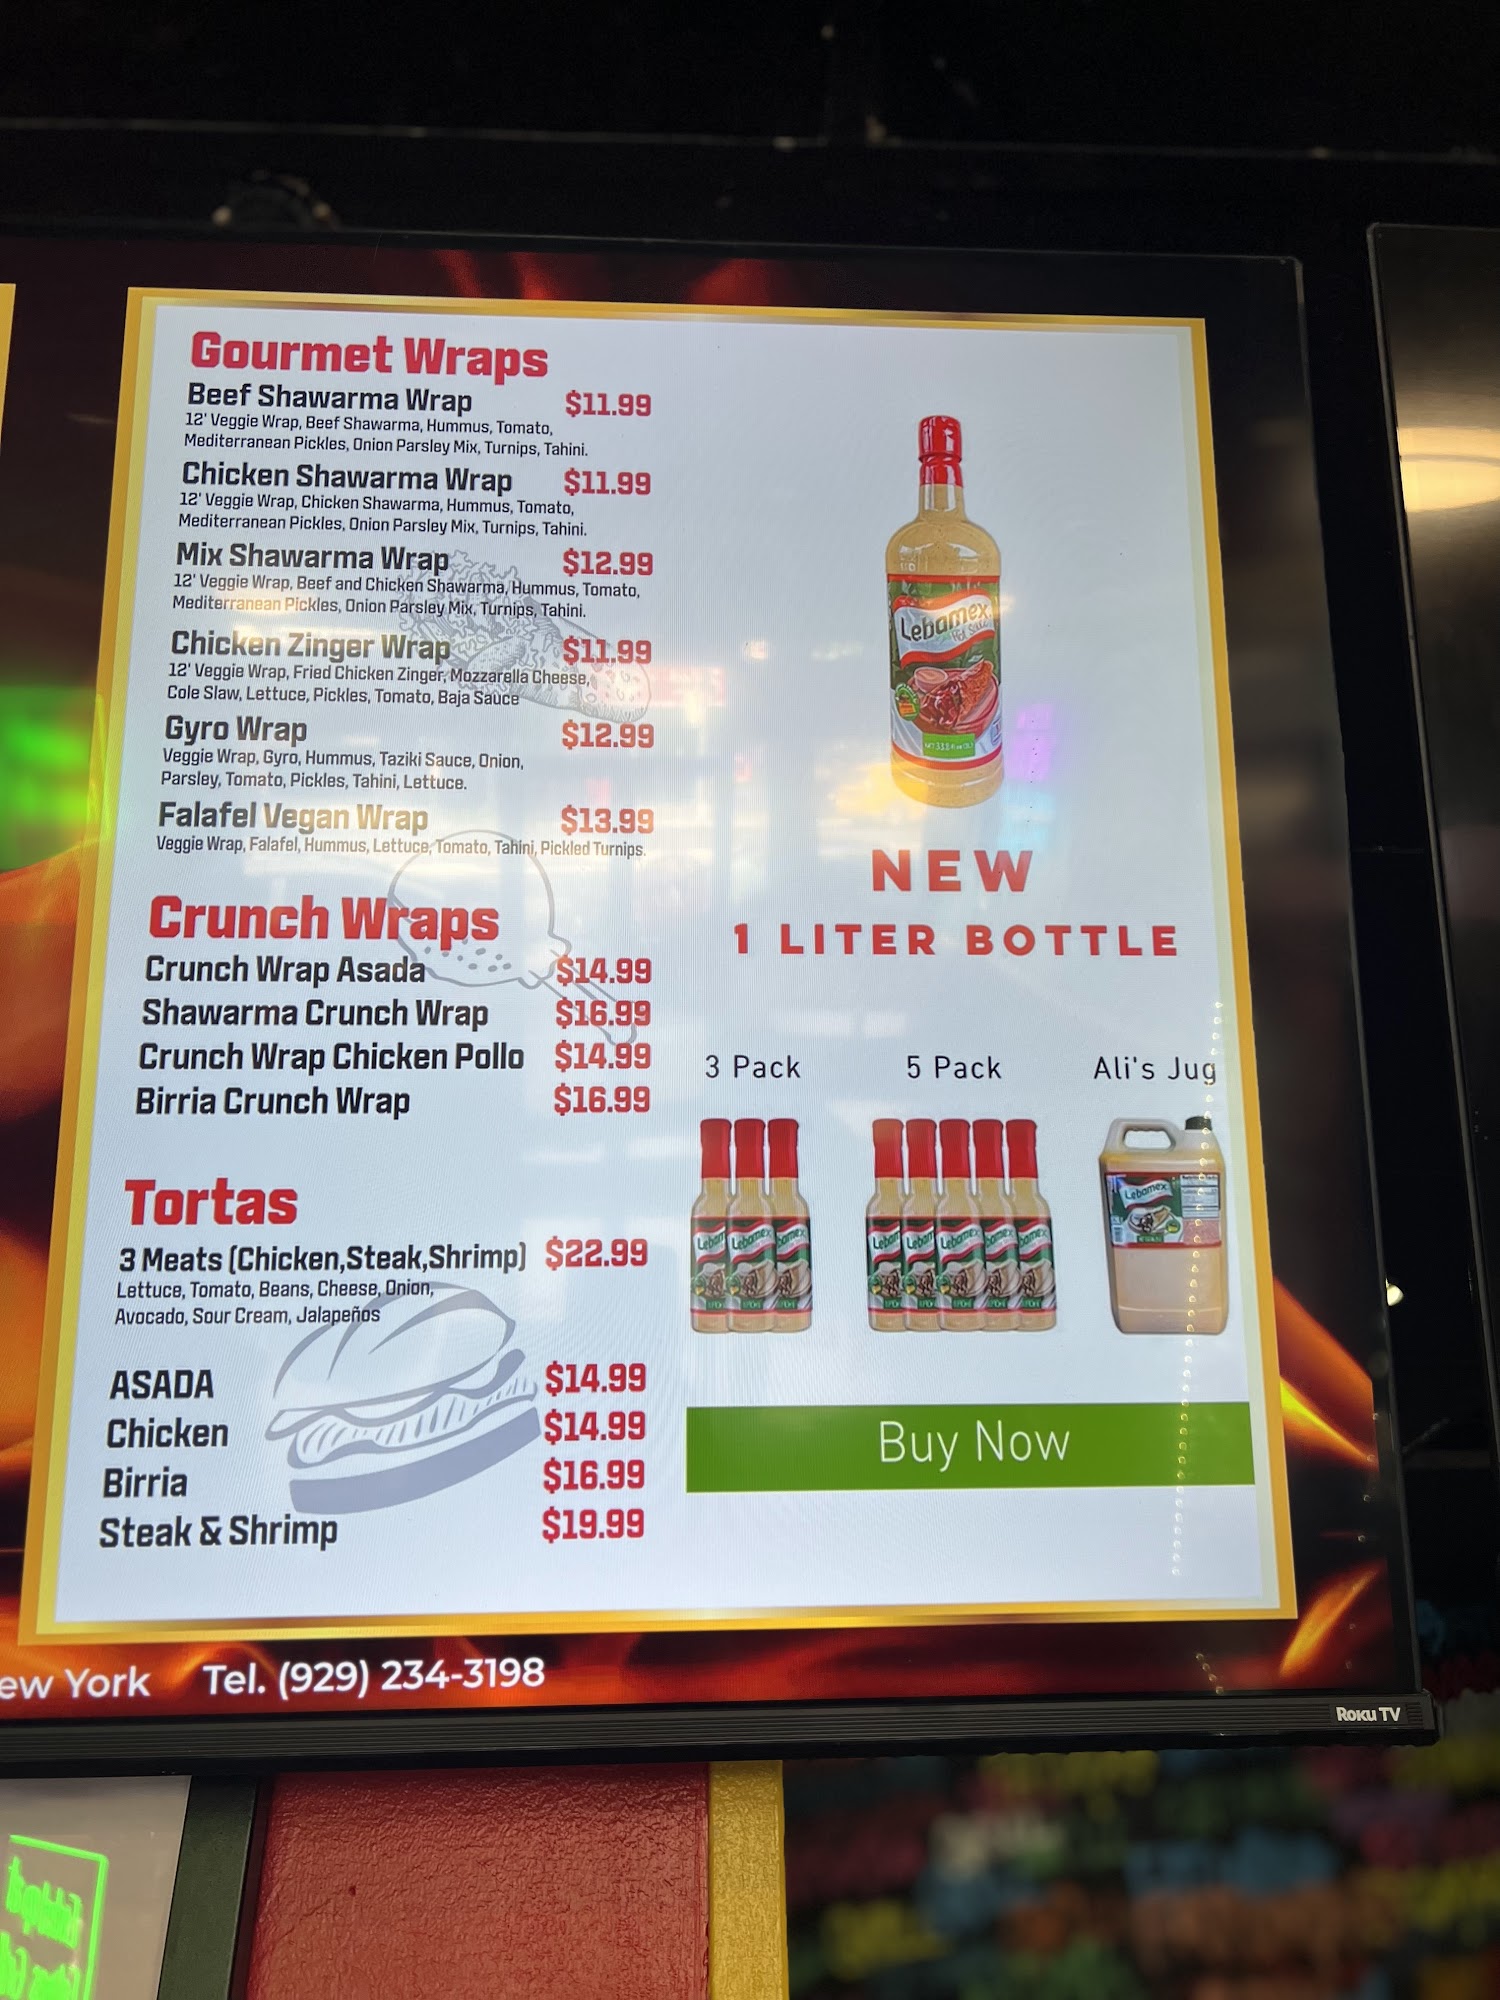 Gourmet Wraps
Beef Shawarma Wrap $11.99
12' Veggie Wrap, Beef Shawarma, Hummus, Tomato,
Mediterranean Pickles, Onion Parsley Mix, Turnips, Tahini.
Chicken Shawarma Wrap $11.99
12' Veggie Wrap, Chicken Shawarma, Hummus, Tomato,
Mediterranean Pickles, Onion Parsley Mix, Turnips, Tahini.
Mix Shawarma Wrap $12.99
12' Veggie Wrap, Beef and Chicken Shawarma, Hummus, Tomato,
Mediterranean Pickles, Onion Parsley Mix, Turnips, Tahini.
Chicken Zinger Wrap $11.99
12' Veggie Wrap, Fried Chicken Zinger, Mozzarella Cheese,
Cole Slaw, Lettuce, Pickles, Tomato, Baja Sauce
Gyro Wrap $12.99
Veggie Wrap, Gyro, Hummus, Taziki Sauce, Onion,
Parsley, Tomato, Pickles, Tahini, Lettuce.
Falafel Vegan Wrap $13.99
Veggie Wrap, Falafel, Hummus, Lettuce, Tomato, Tahini, Pickled Turnips.
Crunch Wraps
Crunch Wrap Asada $14.99
Shawarma Crunch Wrap $16.99
Crunch Wrap Chicken Pollo $14.99
Birria Crunch Wrap $16.99
Tortas
3 Meats (Chicken,Steak,Shrimp) $22.99
Lettuce, Tomato, Beans, Cheese, Onion,
Avocado, Sour Cream, Jalapeños
ASADA $14.99
Chicken $14.99
Birria $16.99
Steak & Shrimp $19.99
Lebamex
Hot Sauce
NEW
1 LITER BOTTLE
3 Pack 5 Pack Ali's Jug
Lebamex
Lebamex
Lebamex
Buy Now
ew York Tel. (929) 234-3198
Roku TV